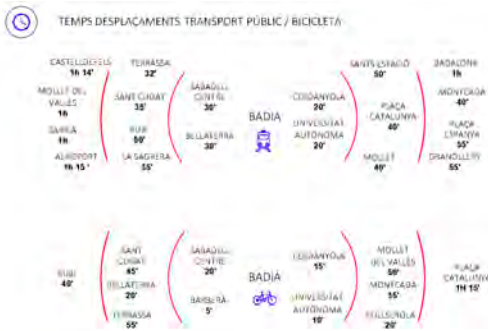 TEMPS DESPLAÇAMENTS TRANSPORT PÚBLIC / BICICLETA
CASTELLDEFELS
1h 14'
MOLLET DEL
VALLÈS
1h
1h
AEROPORT
1h 15'
TERRASSA
32'
SANT CUGAT
35'
RUBÍ
50'
LA SAGRERA
55'
SABADELL
CENTRE
30'
BELLATERRA
30'
BADIA
CERDANYOLA
20'
UNIVERSITAT
AUTÒNOMA
20'
SANTS ESTACIÓ
50'
PLAÇA
CATALUNYA
40'
MOLLET
40'
BADALONA
1h
MONTCADA
40'
PLAÇA
ESPANYA
55'
GRANOLLERS
55'
RUBÍ
40'
SANT
CUGAT
45'
BELLATERRA
20'
TERRASSA
55'
SABADELL
CENTRE
20'
BARBERÀ
5'
BADIA
CERDANYOLA
15'
UNIVERSITAT
AUTÒNOMA
10'
MOLLET
DEL VALLÈS
50'
MONTCADA
55'
COLLSEROLA
20'
PLAÇA
CATALUNYA
1H 15'